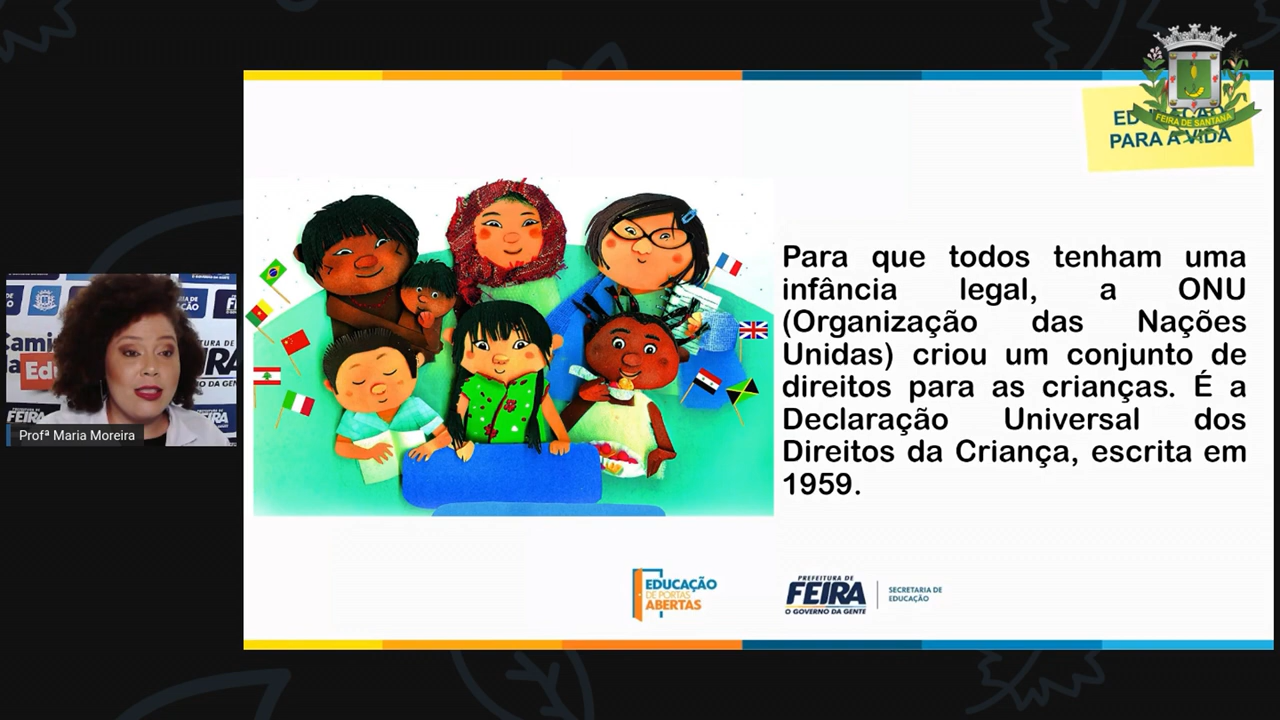 FEIRA DE SANTANA
PARA A VIDA
Para que todos tenham uma
infância legal, a ONU
(Organização das Nações
Unidas) criou um conjunto de
direitos para as crianças. É a
Declaração Universal dos
Direitos da Criança, escrita em
1959.
Profª Maria Moreira
FEIRA
EDUCAÇÃO
DE PORTAS
ABERTAS
PREFEITURA DE
FEIRA
O GOVERNO DA GENTE
SECRETARIA DE
EDUCAÇÃO